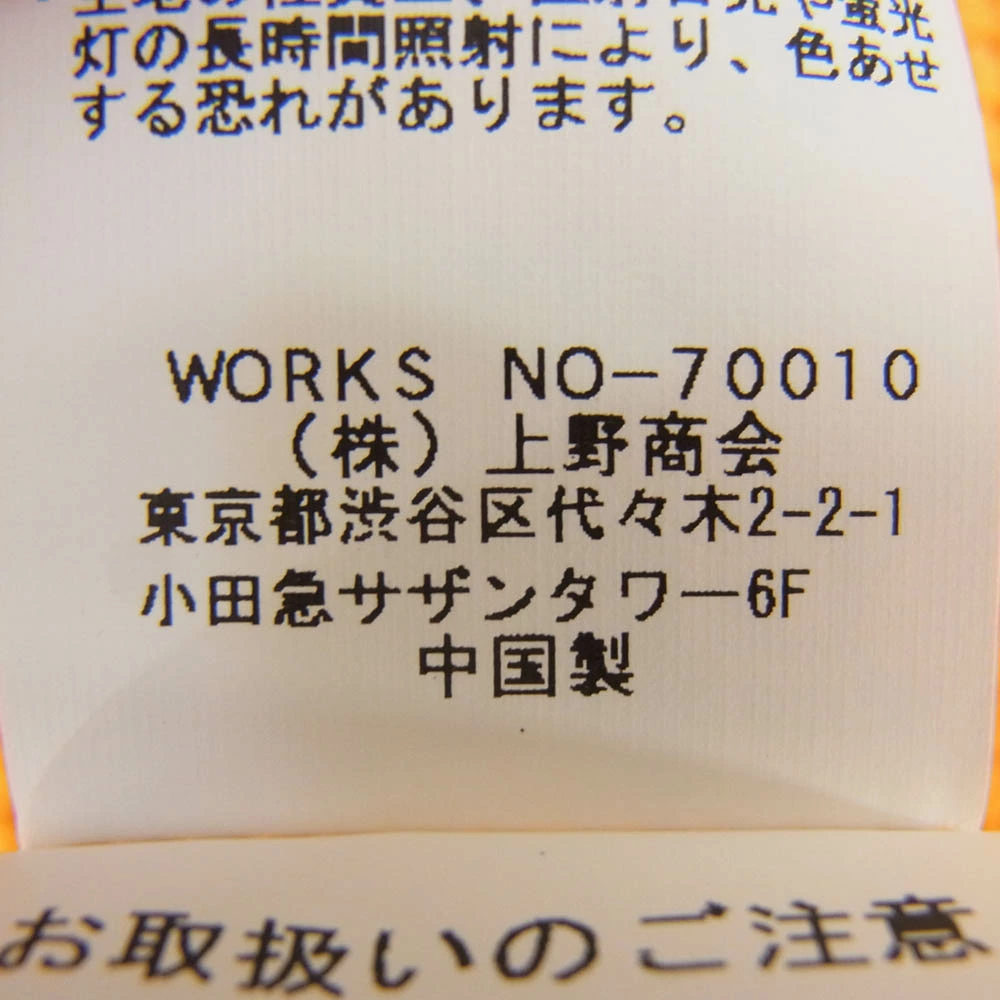 灯の長時間照射により、色あせ
する恐れがあります。
WORKS NO-70010
(株)上野商会
東京都渋谷区代々木2-2-1
小田急サザンタワー6F
中国製
お取扱いのご注意